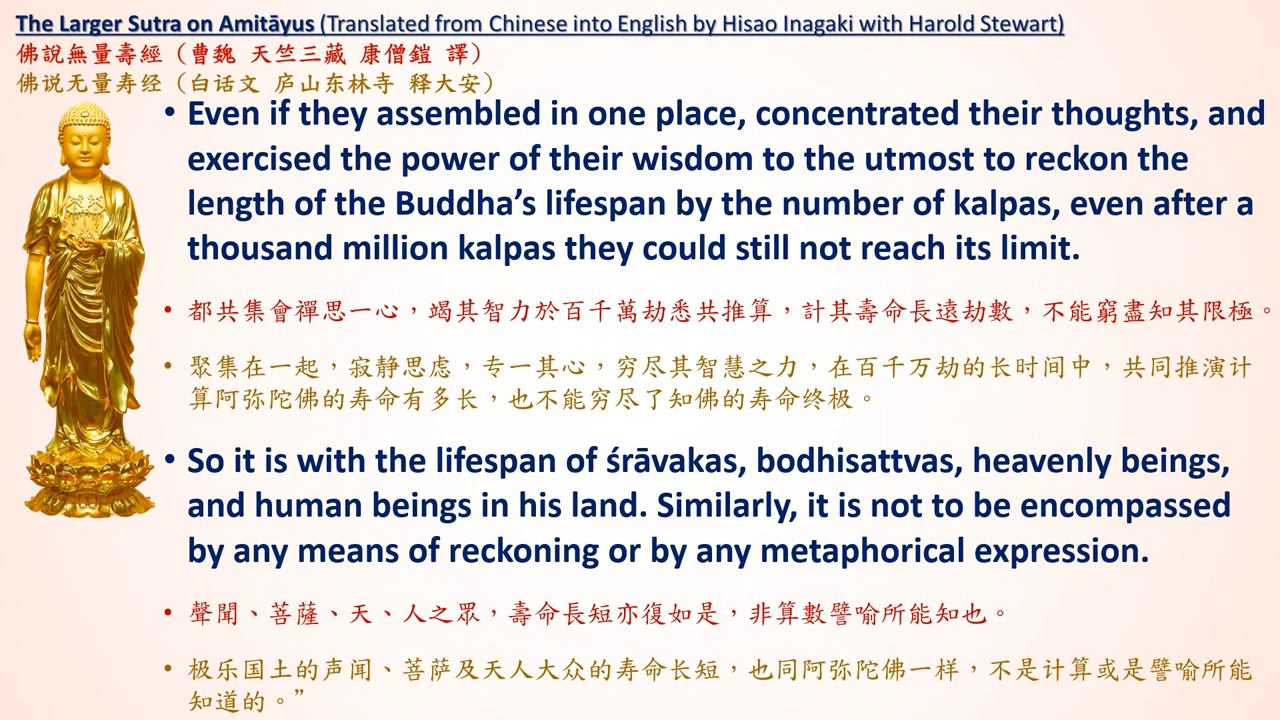 The Larger Sutra on Amitāyus (Translated from Chinese into English by Hisao Inagaki with Harold Stewart)
佛說無量壽經（曹魏 天竺三藏 康僧鎧 譯）
佛说无量寿经（白话文 庐山东林寺 释大安）
• Even if they assembled in one place, concentrated their thoughts, and
exercised the power of their wisdom to the utmost to reckon the
length of the Buddha’s lifespan by the number of kalpas, even after a
thousand million kalpas they could still not reach its limit.
• 都共集會禪思一心，竭其智力於百千萬劫悉共推算，計其壽命長遠劫數，不能窮盡知其限極。
• 聚集在一起，寂静思虑，专一其心，穷尽其智慧之力，在百千万劫的长时间中，共同推演计
算阿弥陀佛的寿命有多长，也不能穷尽了知佛的寿命终极。
• So it is with the lifespan of śrāvakas, bodhisattvas, heavenly beings,
and human beings in his land. Similarly, it is not to be encompassed
by any means of reckoning or by any metaphorical expression.
• 聲聞、菩薩、天、人之眾，壽命長短亦復如是，非算數譬喻所能知也。
• 极乐国土的声闻、菩萨及天人大众的寿命长短，也同阿弥陀佛一样，不是计算或是譬喻所能
知道的。”